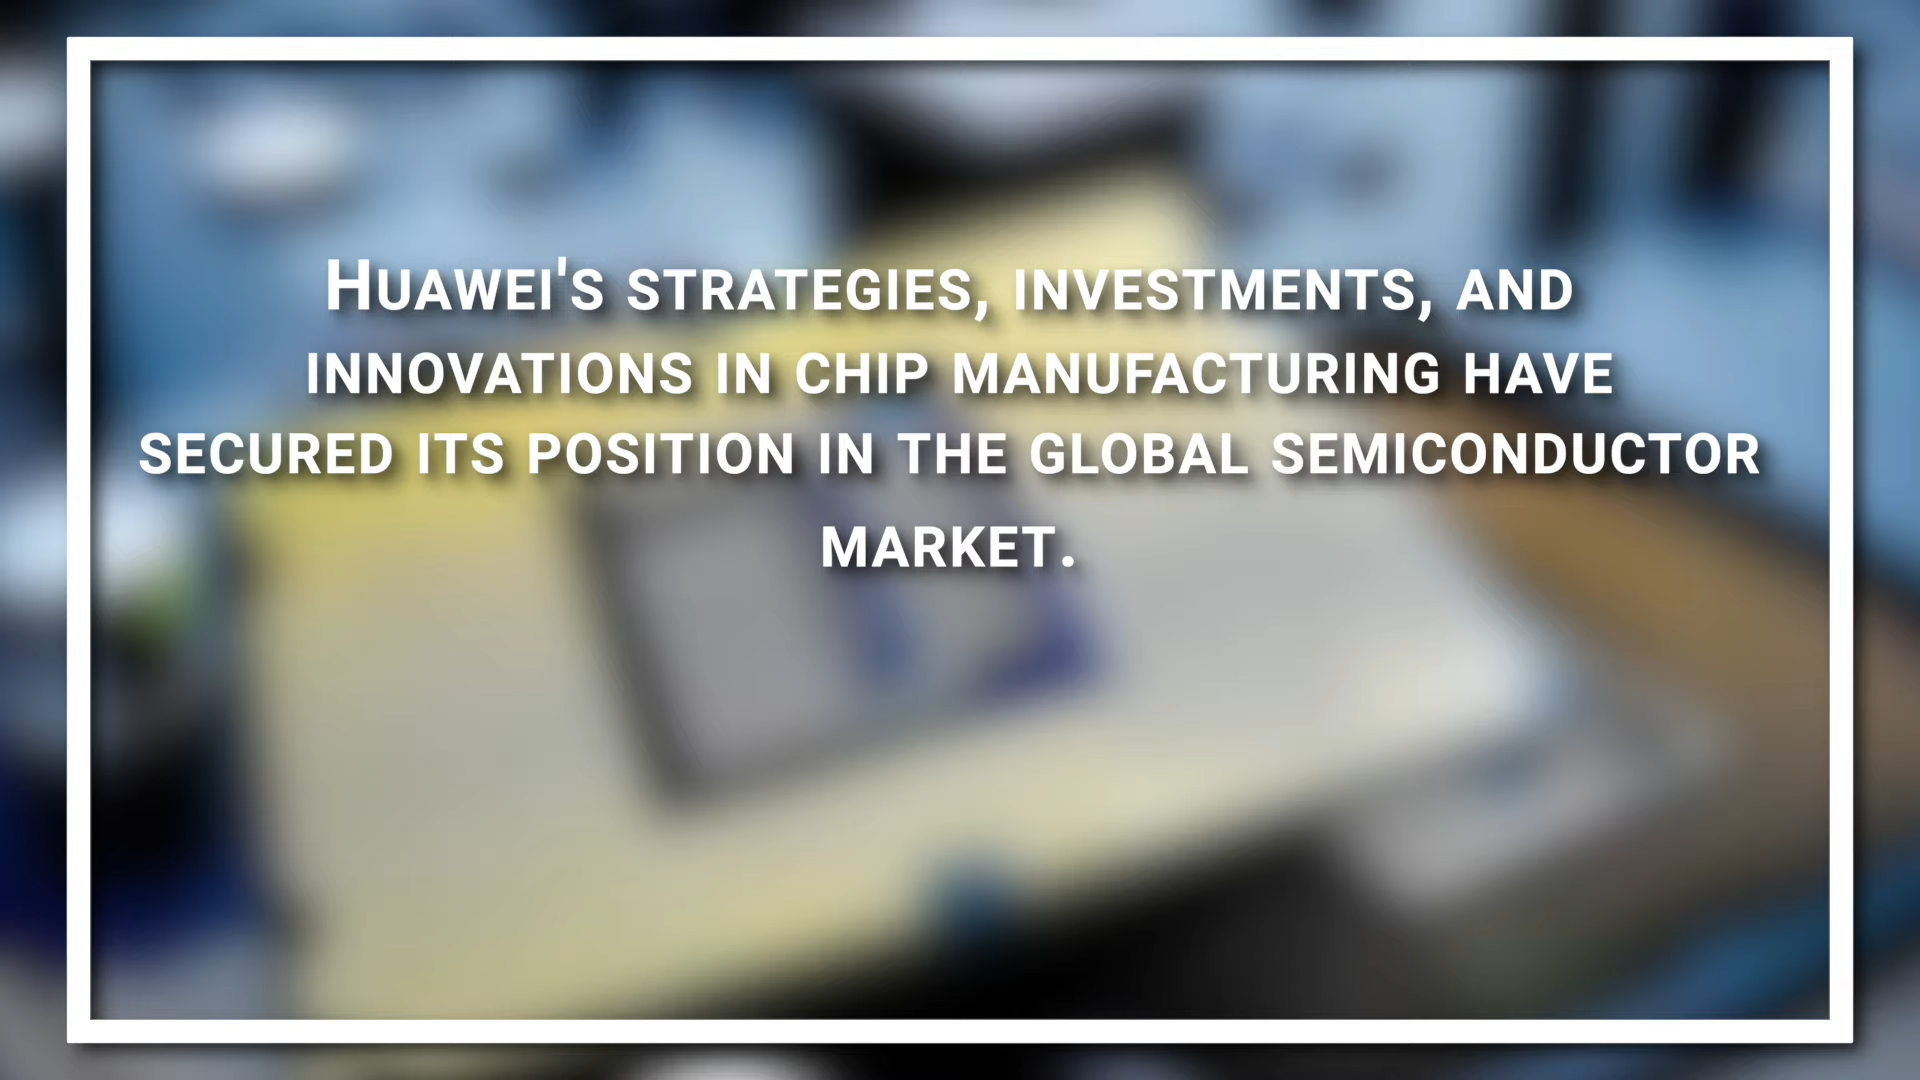 Huawei's strategies, investments, and
innovations in chip manufacturing have
secured its position in the global semiconductor
market.